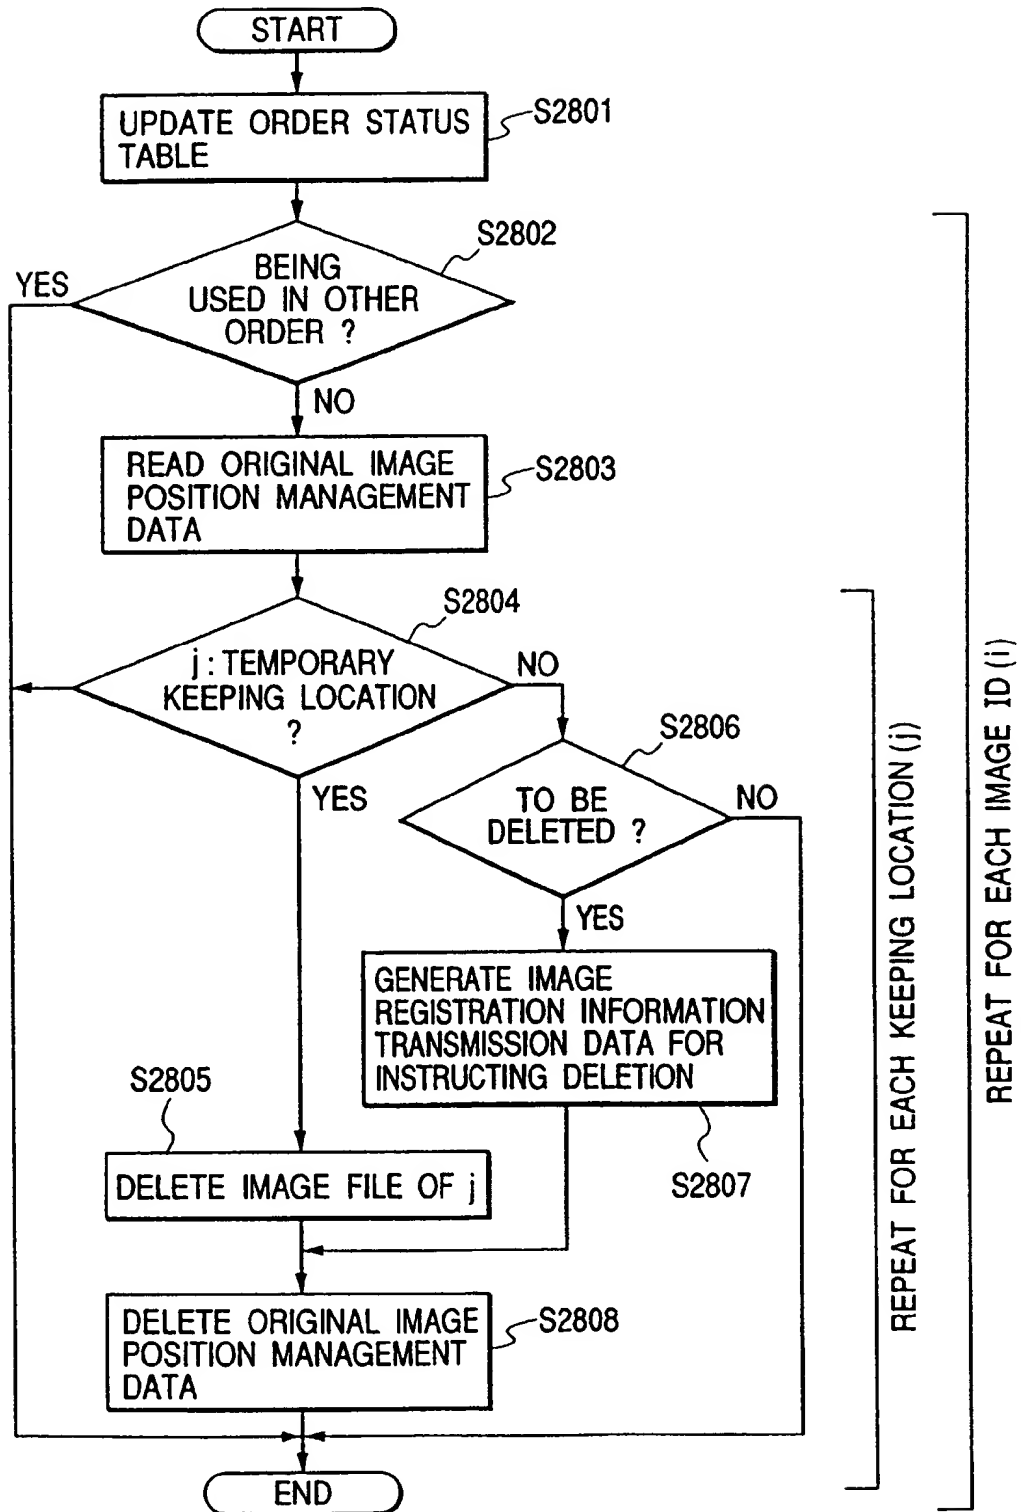 START
UPDATE ORDER STATUS
TABLE
S2801
S2802
YES
BEING
USED IN OTHER
ORDER ?
NO
READ ORIGINAL IMAGE
POSITION MANAGEMENT
DATA
S2803
S2804
j : TEMPORARY
KEEPING LOCATION
?
NO
YES
S2806
TO BE
DELETED ?
NO
YES
GENERATE IMAGE
REGISTRATION INFORMATION
TRANSMISSION DATA FOR
INSTRUCTING DELETION
S2807
S2805
DELETE IMAGE FILE OF j
DELETE ORIGINAL IMAGE
POSITION MANAGEMENT
DATA
S2808
END
REPEAT FOR EACH KEEPING LOCATION (j)
REPEAT FOR EACH IMAGE ID (i)